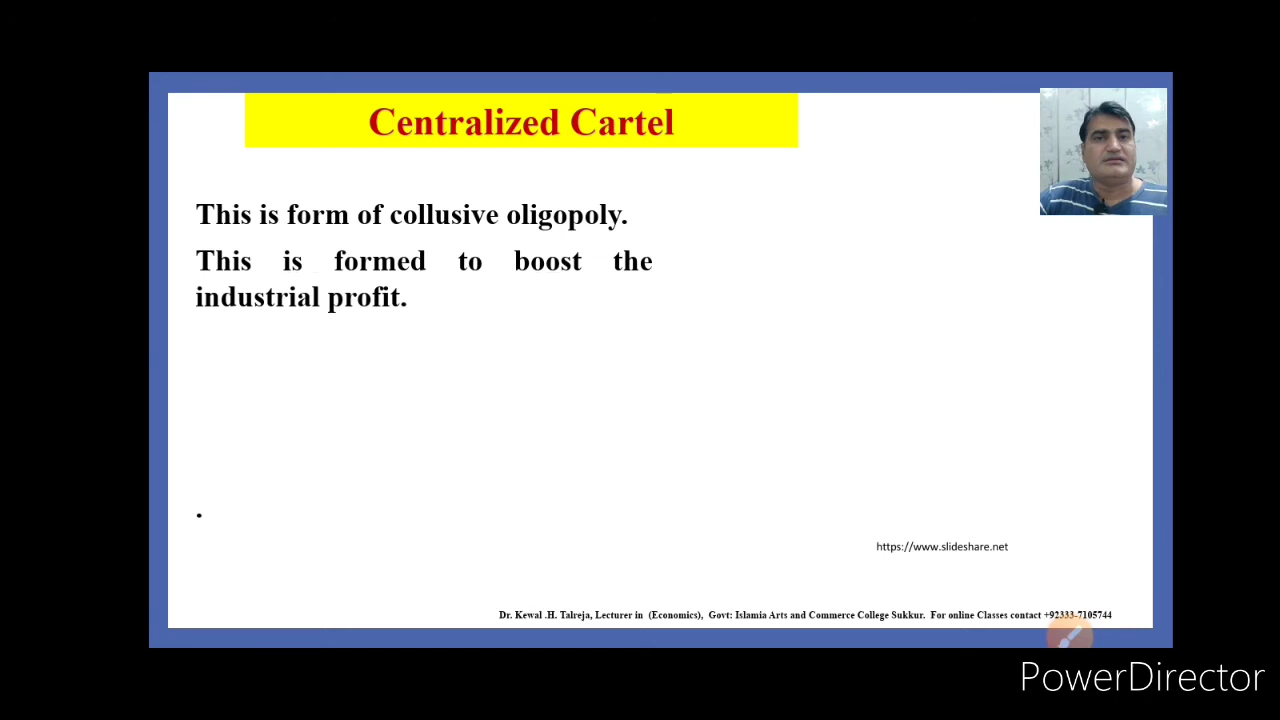 Centralized Cartel
This is form of collusive oligopoly.
This is formed to boost the
industrial profit.
.
https://www.slideshare.net
Dr. Kewal .H. Talreja, Lecturer in (Economics), Govt: Islamia Arts and Commerce College Sukkur. For online Classes contact +92333-7105744
PowerDirector